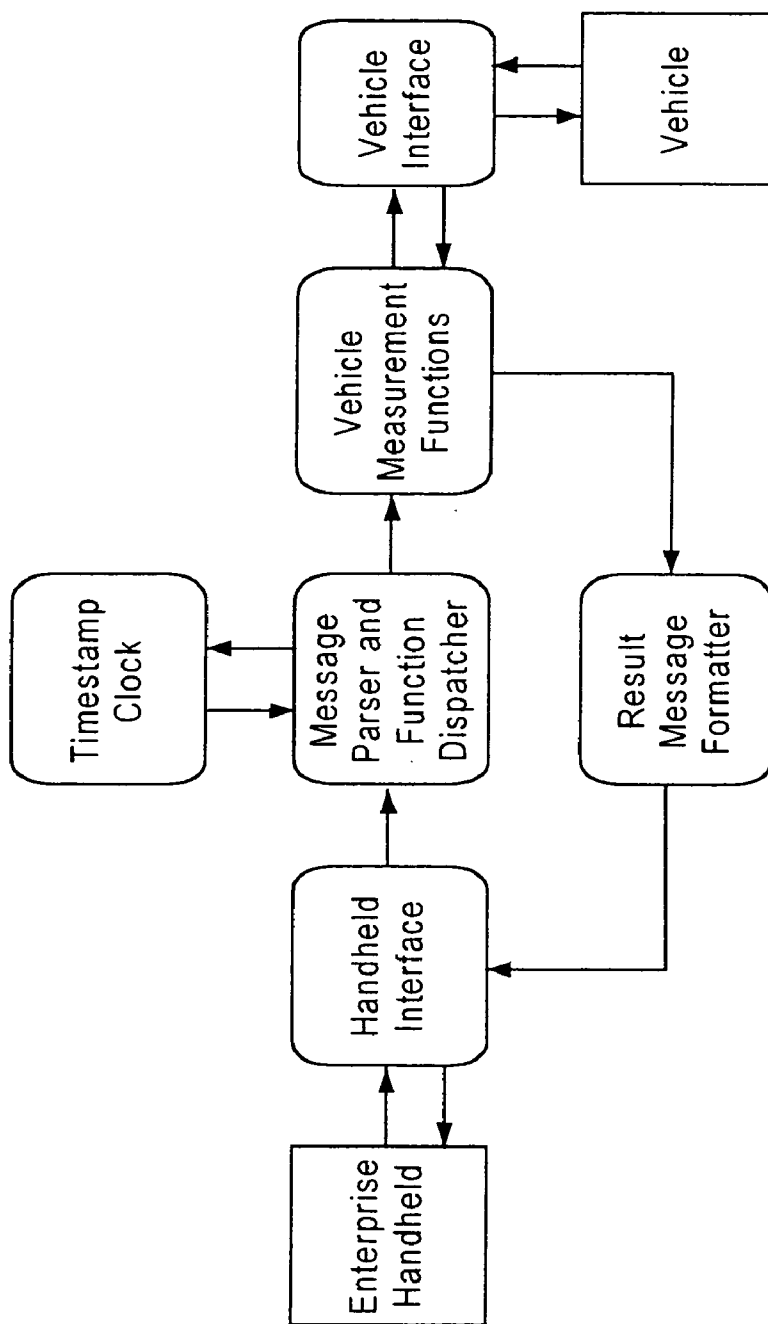 Timestamp
Clock
Enterprise
Handheld
Handheld
Interface
Message
Parser and
Function
Dispatcher
Vehicle
Measurement
Functions
Vehicle
Interface
Result
Message
Formatter
Vehicle